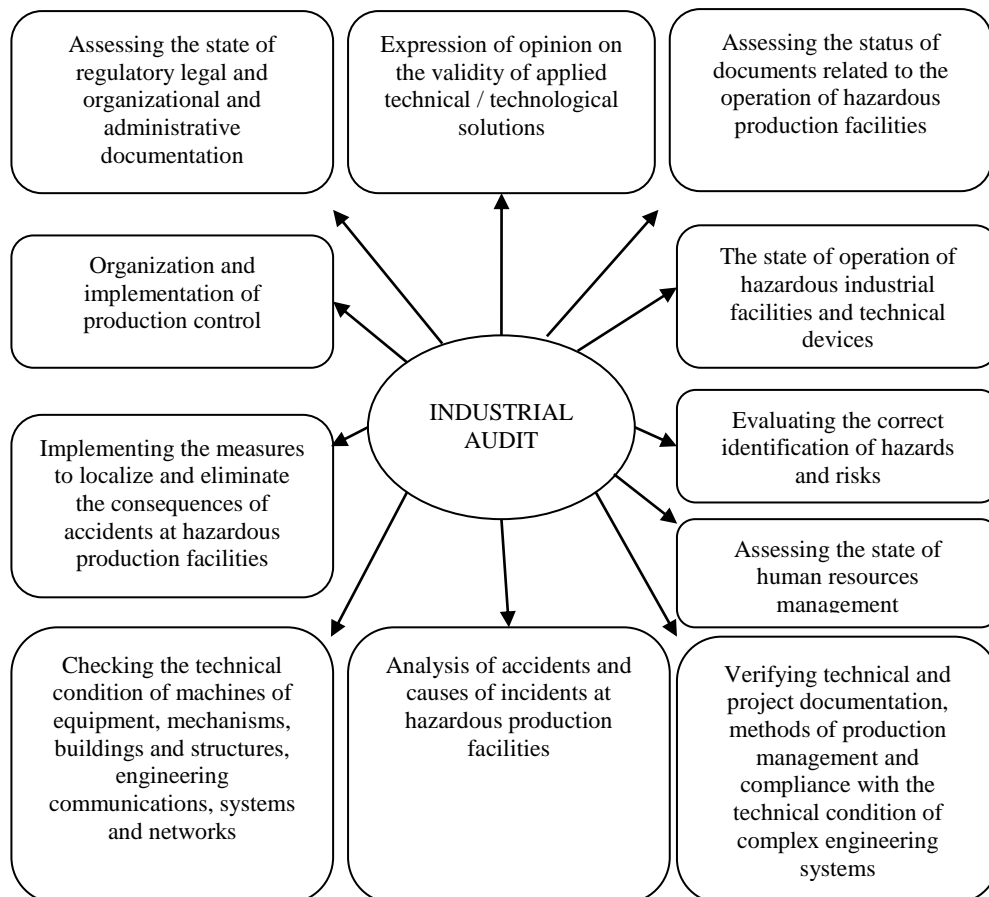 Assessing the state of
regulatory legal and
organizational and
administrative
documentation
Expression of opinion on
the validity of applied
technical / technological
solutions
Assessing the status of
documents related to the
operation of hazardous
production facilities
Organization and
implementation of
production control
The state of operation of
hazardous industrial
facilities and technical
devices
INDUSTRIAL
AUDIT
Implementing the measures
to localize and eliminate
the consequences of
accidents at hazardous
production facilities
Evaluating the correct
identification of hazards
and risks
Assessing the state of
human resources
management
Checking the technical
condition of machines of
equipment, mechanisms,
buildings and structures,
engineering
communications, systems
and networks
Analysis of accidents and
causes of incidents at
hazardous production
facilities
Verifying technical and
project documentation,
methods of production
management and
compliance with the
technical condition of
complex engineering
systems